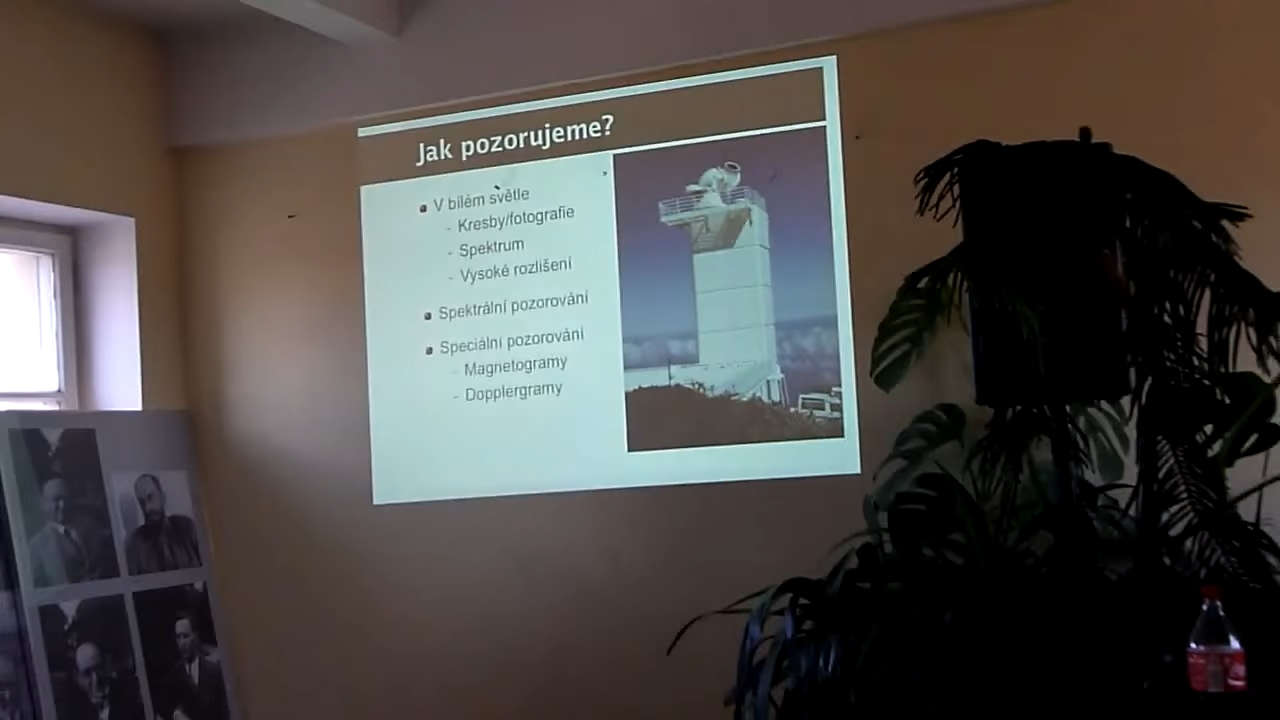 Jak pozorujeme?
V bílém světle
- Kresby/fotografie
- Spektrum
- Vysoké rozlišení
Spektrální pozorování
Speciální pozorování
- Magnetogramy
- Dopplergramy